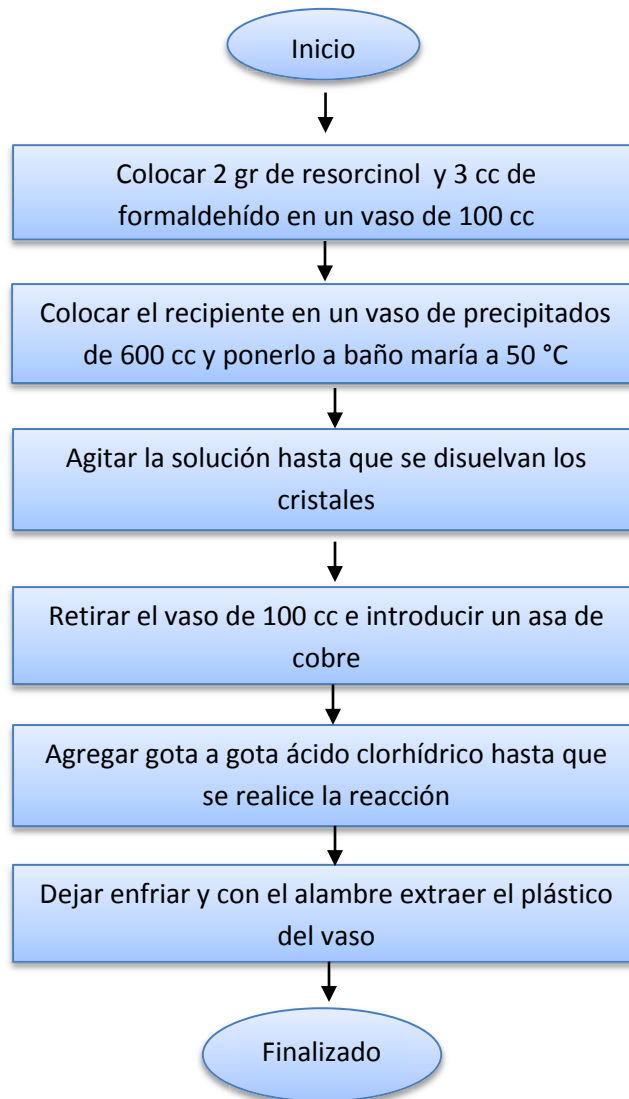 Inicio
Colocar 2 gr de resorcinol y 3 cc de
formaldehído en un vaso de 100 cc
Colocar el recipiente en un vaso de precipitados
de 600 cc y ponerlo a baño maría a 50 °C
Agitar la solución hasta que se disuelvan los
cristales
Retirar el vaso de 100 cc e introducir un asa de
cobre
Agregar gota a gota ácido clorhídrico hasta que
se realice la reacción
Dejar enfriar y con el alambre extraer el plástico
del vaso
Finalizado